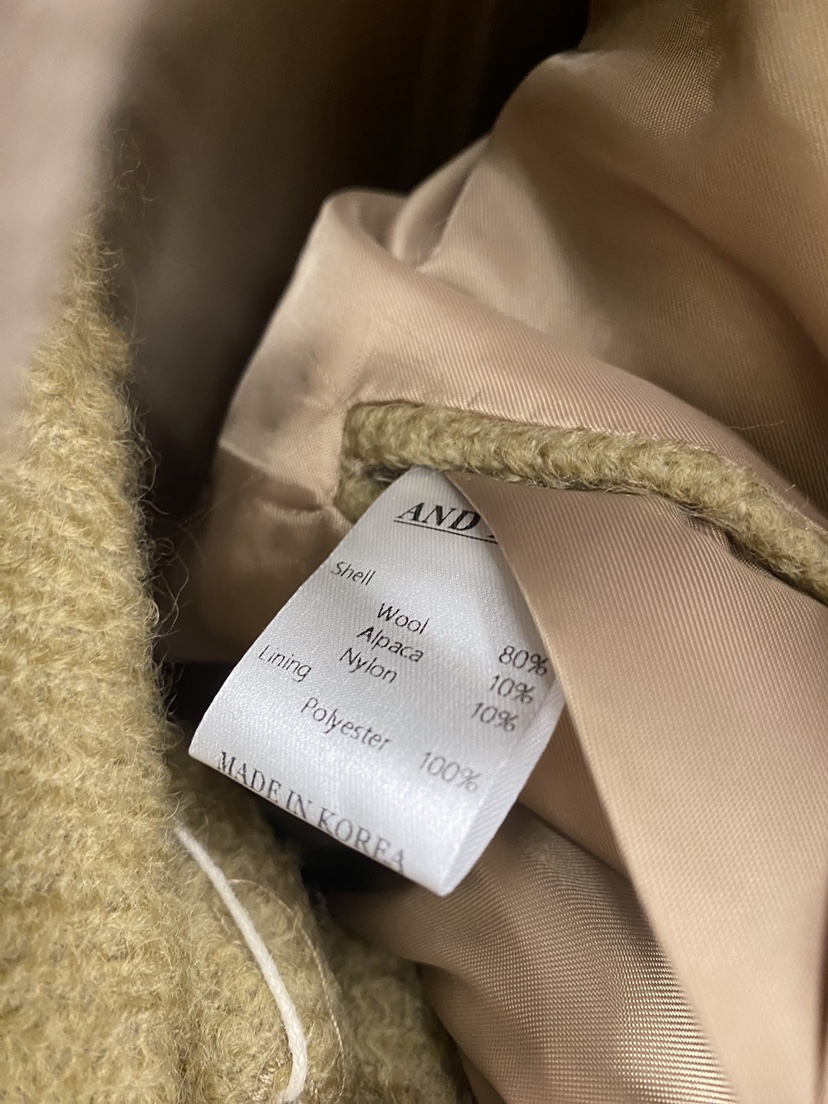 AND
Shell
Wool 80%
Alpaca 10%
Nylon 10%
Lining
Polyester 100%
MADE IN KOREA